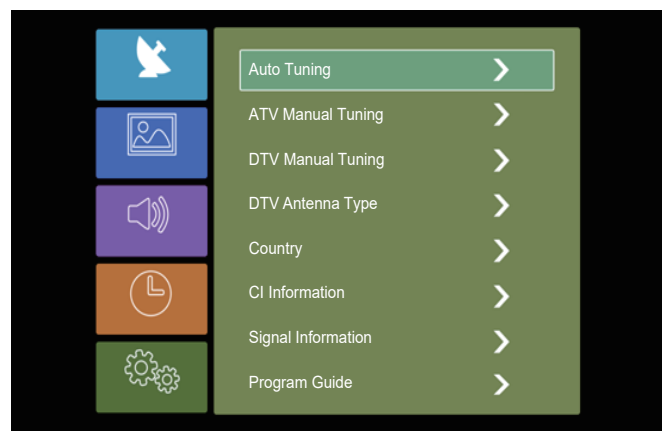 Auto Tuning
ATV Manual Tuning
DTV Manual Tuning
DTV Antenna Type
Country
CI Information
Signal Information
Program Guide